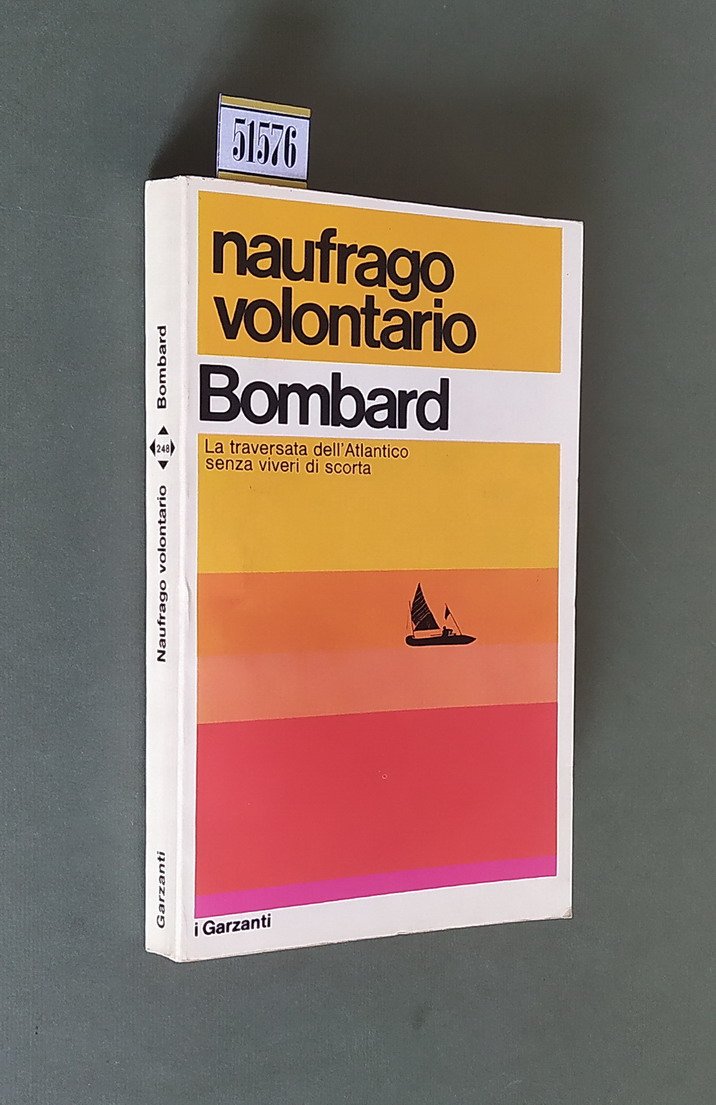 51576
naufrago
volontario
Bombard
La traversata dell'Atlantico
senza viveri di scorta
i Garzanti
Garzanti
Naufrago volontario
248
Bombard